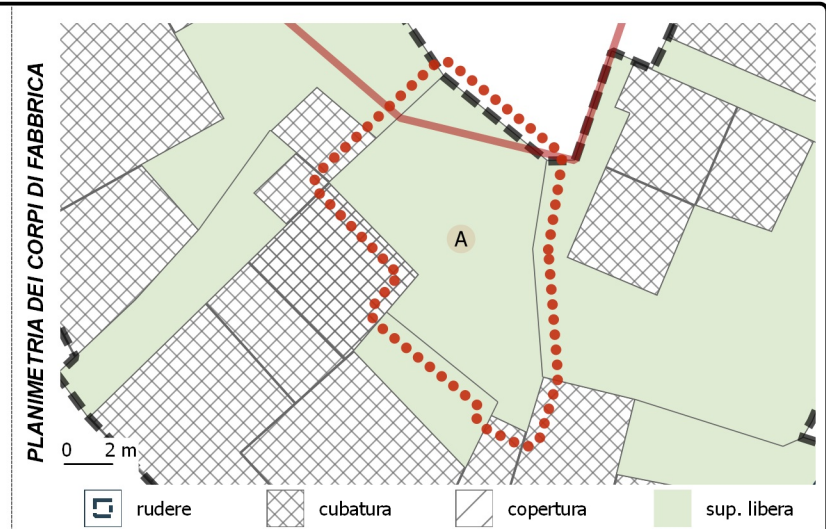 PLANIMETRIA DEI CORPI DI FABBRICA
A
0 2 m
rudere
cubatura
copertura
sup. libera